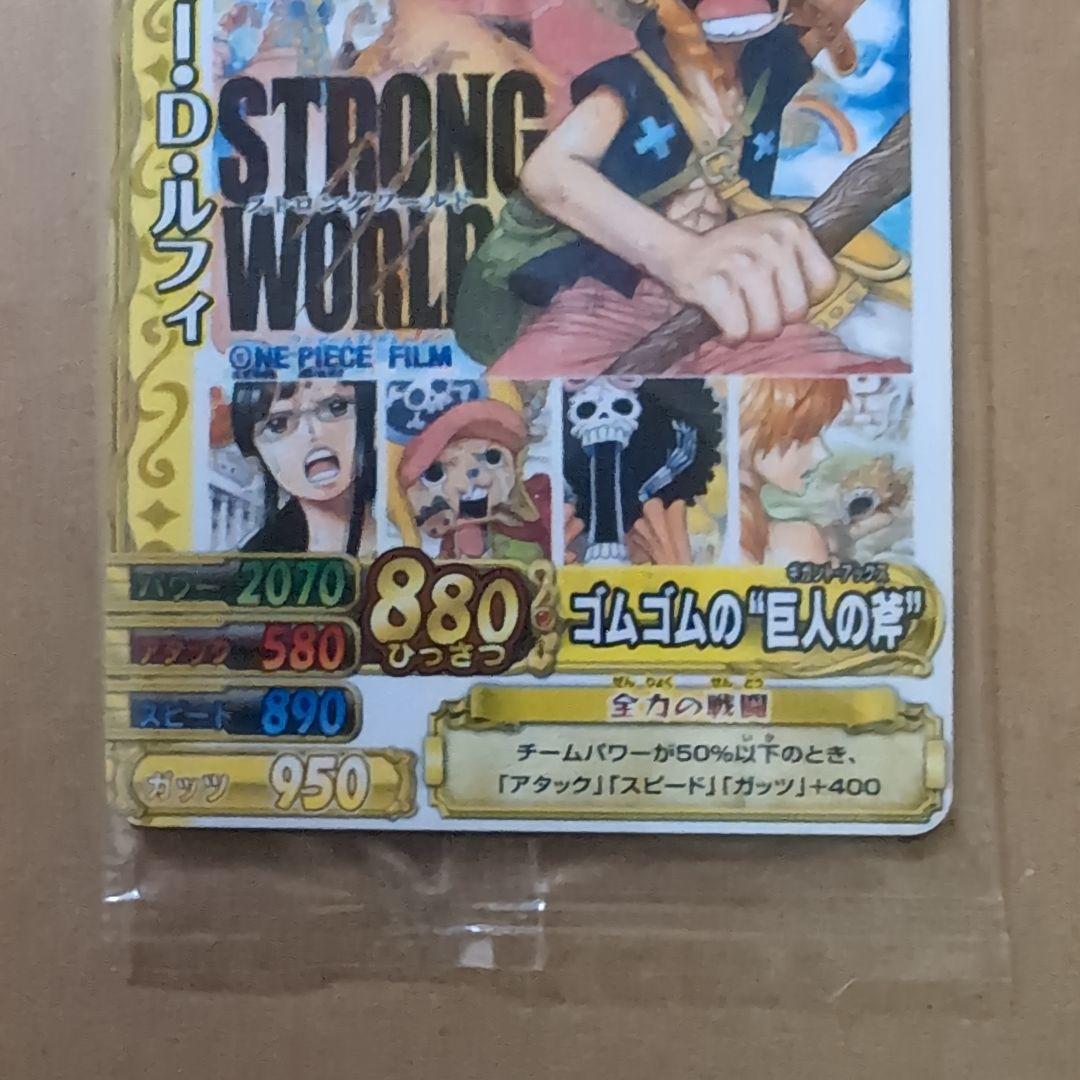 ー・D・ルフィ
STRONG
ストロングワールド
WORLD
ONE PIECE FILM
パワー 2070
アタック 580
スピード 890
ガッツ 950
880
ひっさつ
ギガント・アックス
ゴムゴムの“巨人の斧”
ぜんりょく せんとう
全力の戦闘
チームパワーが50%以下のとき、
「アタック」「スピード」「ガッツ」+400